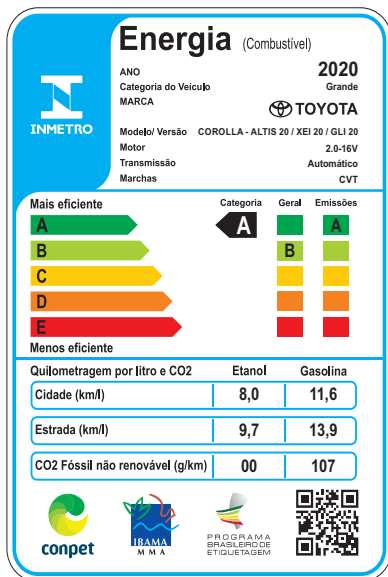 Energia (Combustível)
ANO 2020
Categoria do Veículo Grande
MARCA TOYOTA
INMETRO
Modelo/ Versão COROLLA - ALTIS 20 / XEI 20 / GLI 20
Motor 2.0-16V
Transmissão Automático
Marchas CVT
Mais eficiente Categoria Geral Emissões
A A A
B B
C
D
E
Menos eficiente
Quilometragem por litro e CO2 Etanol Gasolina
Cidade (km/l) 8,0 11,6
Estrada (km/l) 9,7 13,9
CO2 Fóssil não renovável (g/km) 00 107
conpet
IBAMA
MMA
PROGRAMA
BRASILEIRO DE
ETIQUETAGEM